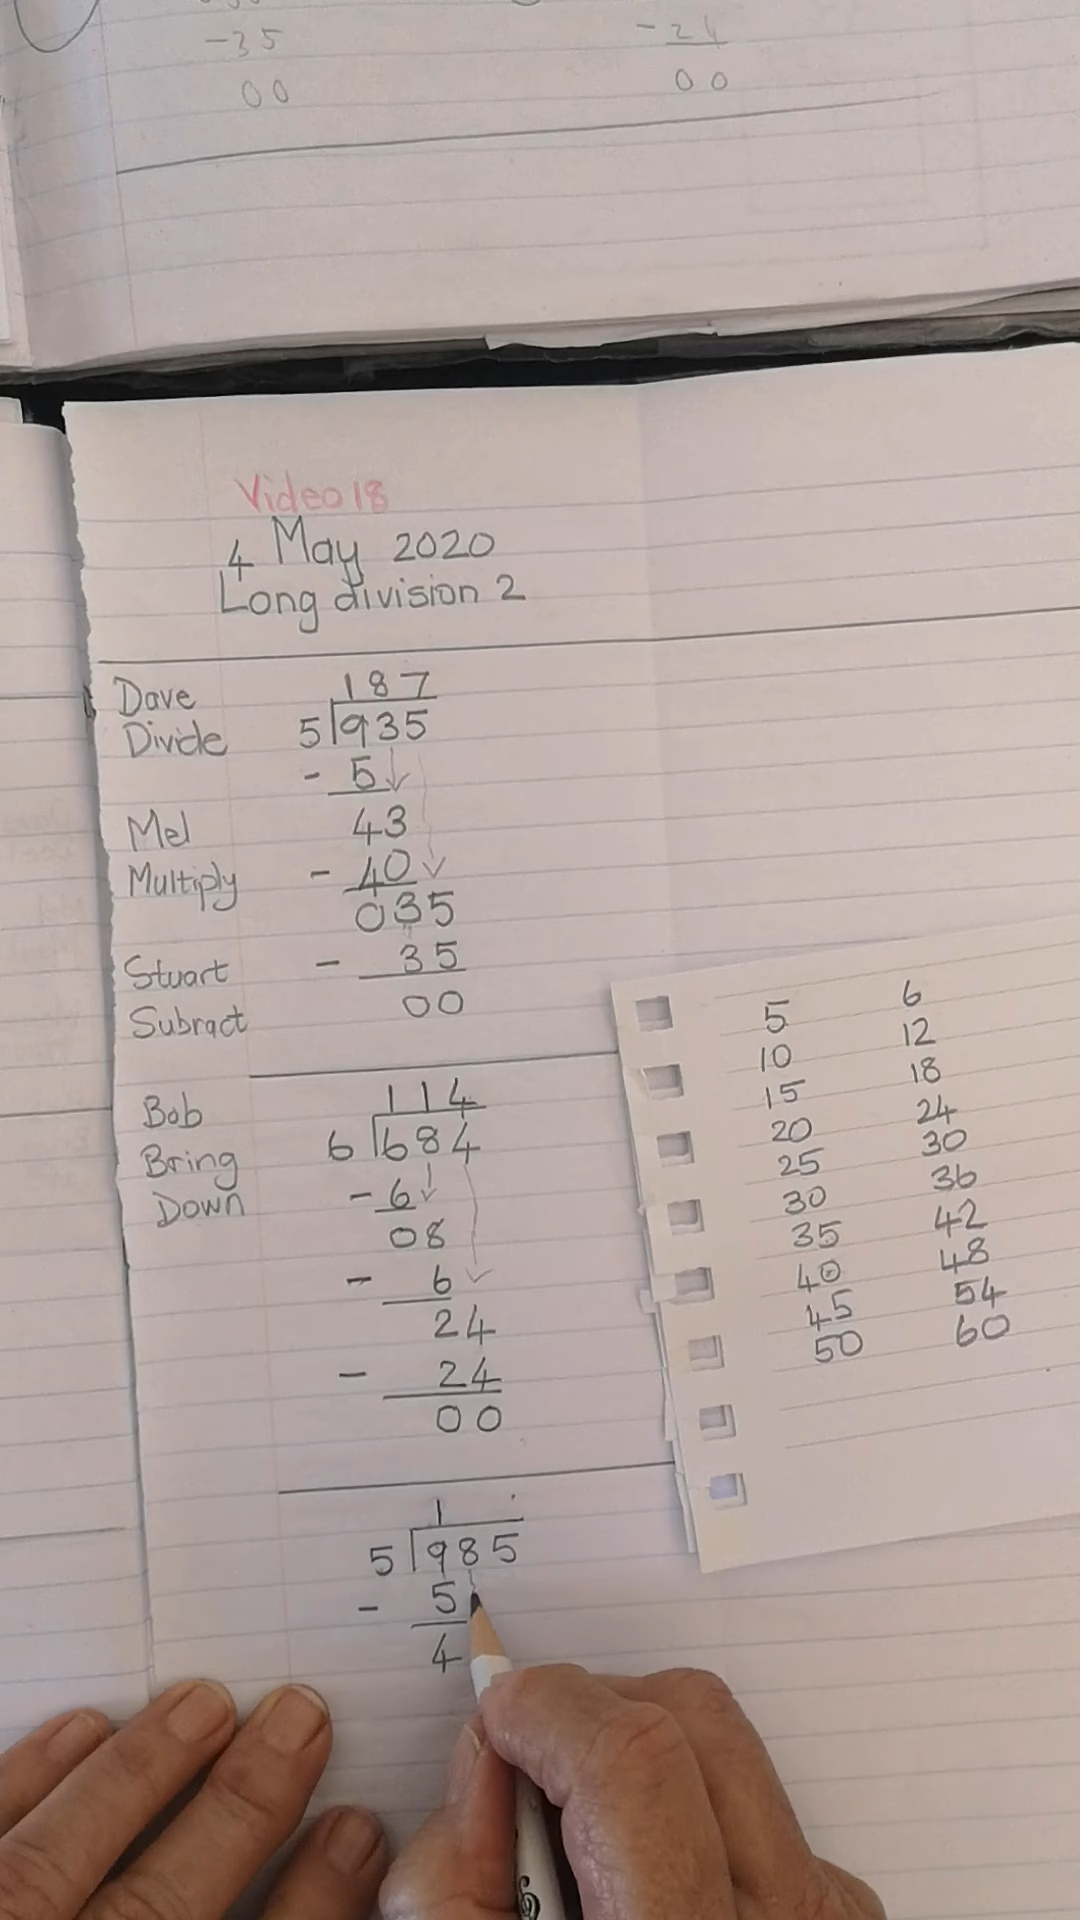 -35
-24
00
00
Video 18
4 May 2020
Long division 2
Dave
Divide
Mel
Multiply
Stuart
Subract
187
5 935
- 5
43
- 40
035
- 35
00
Bob
Bring
Down
114
6 684
- 6
08
- 6
24
- 24
00
1
5 985
- 5
4
5 6
10 12
15 18
20 24
25 30
30 36
35 42
40 48
45 54
50 60